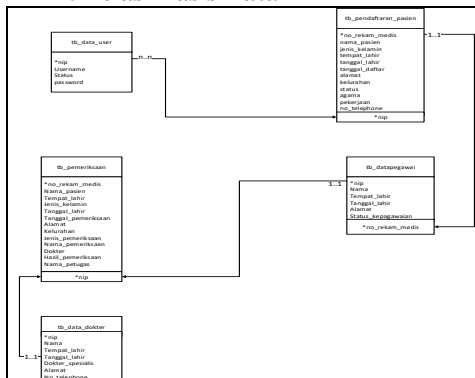 tb_data_user
*nip
Username
Status
password
n..n
tb_pendaftaran_pasien
*no_rekam_medis
nama_pasien
jenis_kelamin
tempat_lahir
tanggal_lahir
tanggal_daftar
alamat
kelurahan
status
agama
pekerjaan
no_telephone
*nip
1..1
tb_pemeriksaan
*no_rekam_medis
Nama_pasien
Tempat_lahir
Jenis_kelamin
Tanggal_lahir
Tanggal_pemeriksaan
Alamat
Kelurahan
Jenis_pemeriksaan
Nama_pemeriksaan
Dokter
Hasil_pemeriksaan
Nama_petugas
*nip
1..1
tb_datapegawai
*nip
Nama
Tempat_lahir
Tanggal_lahir
Alamat
Status_kepagawaian
*no_rekam_medis
tb_data_dokter
*nip
Nama
Tempat_lahir
Tanggal_lahir
Dokter_spesialis
Alamat
No_telephone
1..1